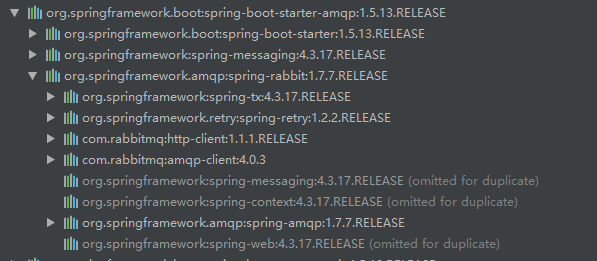 org.springframework.boot:spring-boot-starter-amqp:1.5.13.RELEASE
org.springframework.boot:spring-boot-starter:1.5.13.RELEASE
org.springframework:spring-messaging:4.3.17.RELEASE
org.springframework.amqp:spring-rabbit:1.7.7.RELEASE
org.springframework:spring-tx:4.3.17.RELEASE
org.springframework.retry:spring-retry:1.2.2.RELEASE
com.rabbitmq:http-client:1.1.1.RELEASE
com.rabbitmq:amqp-client:4.0.3
org.springframework:spring-messaging:4.3.17.RELEASE (omitted for duplicate)
org.springframework:spring-context:4.3.17.RELEASE (omitted for duplicate)
org.springframework.amqp:spring-amqp:1.7.7.RELEASE
org.springframework:spring-web:4.3.17.RELEASE (omitted for duplicate)